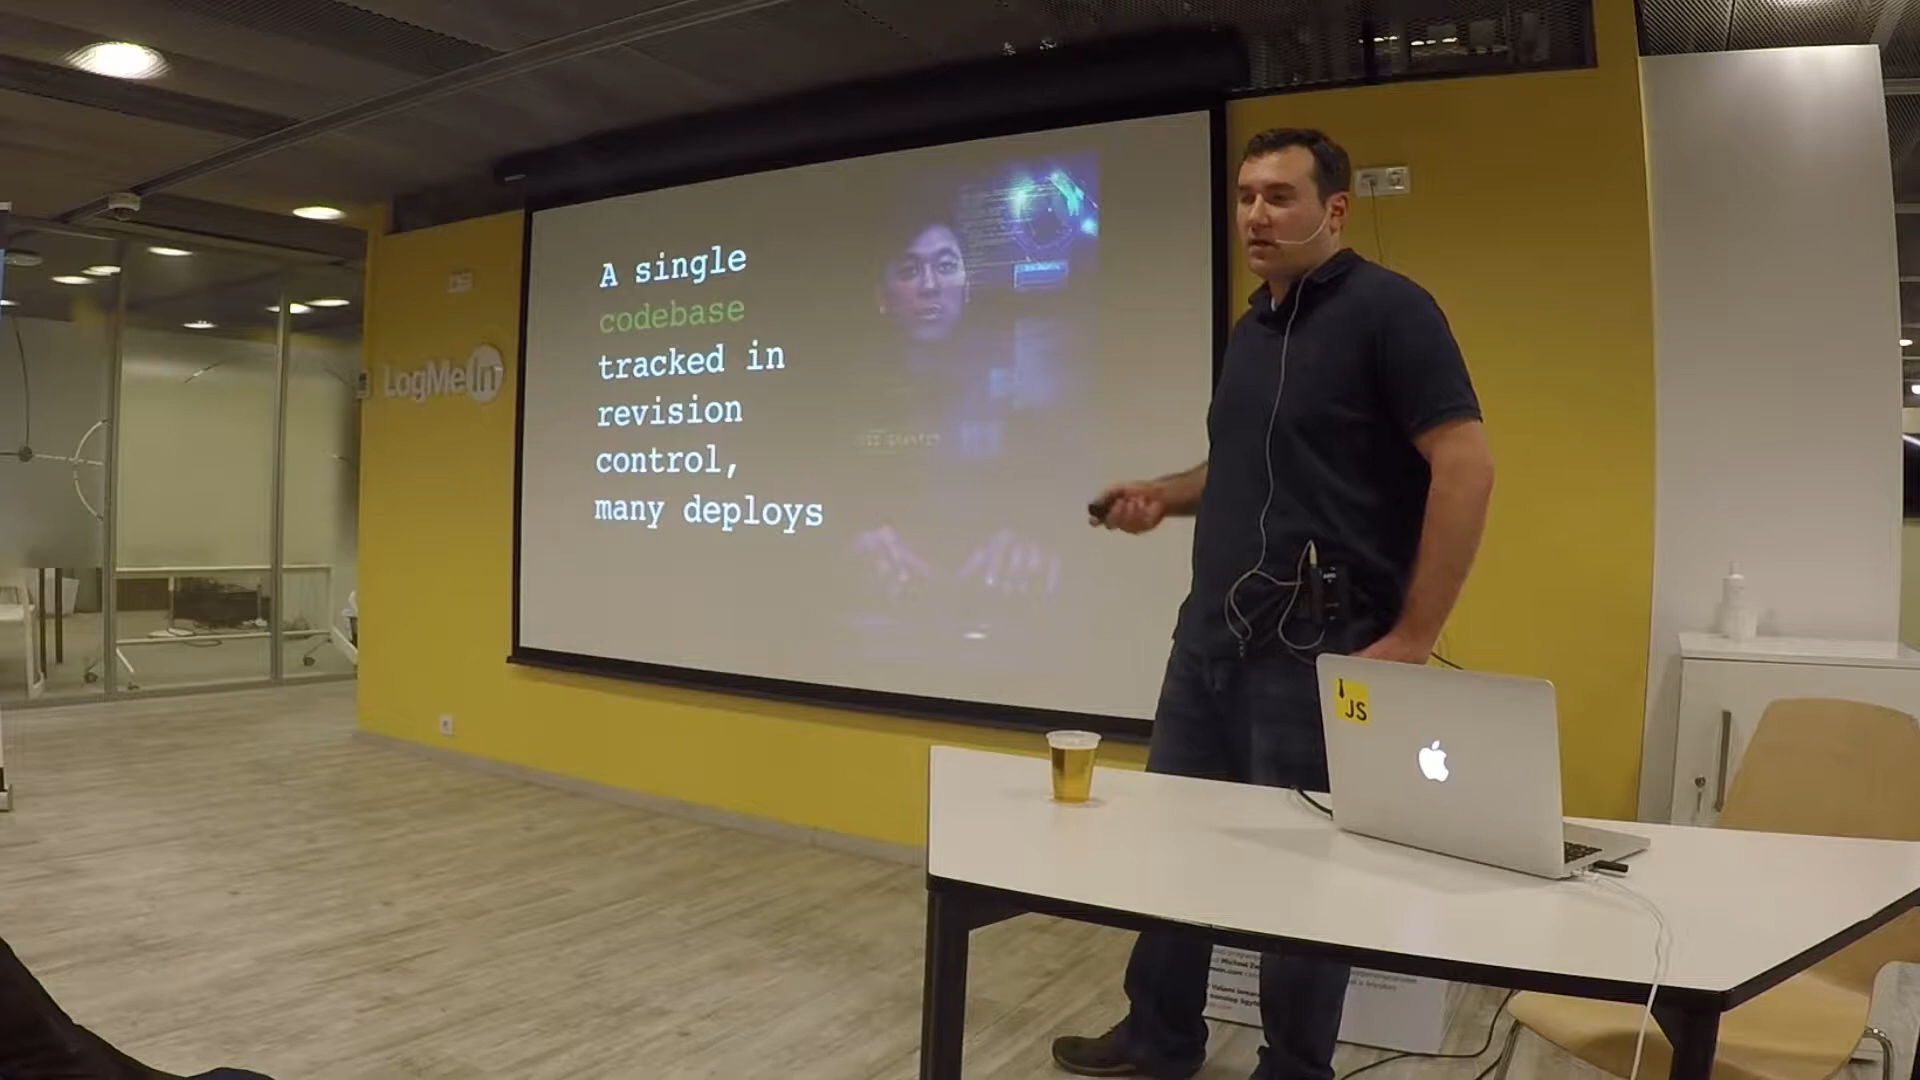 A single
codebase
tracked in
revision
control,
many deploys
LogMeIn
JS